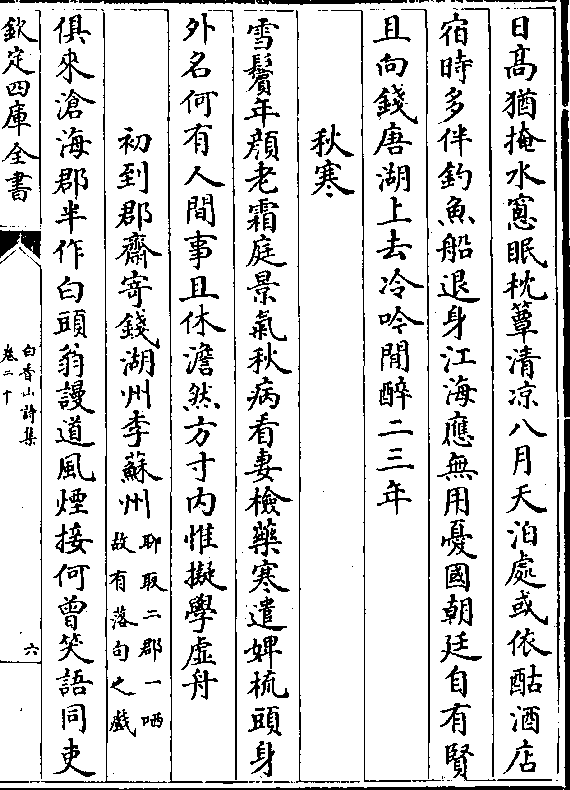 日髙猶掩水窻眠枕簟清凉八月天泊處或依酤酒店
宿時多伴釣魚船退身江海應無用憂國朝廷自有賢
且向錢唐湖上去冷吟閒醉二三年
秋寒
雪鬢年顔老霜庭景氣秋病看妻檢藥寒遣婢梳頭身
外名何有人間事且休澹然方寸内惟擬學虚舟
初到郡齋寄錢湖州李蘇州
聊取二郡一哂
故有落句之戲
俱來滄海郡半作白頭翁謾道風煙接何曾笑語同吏
欽定四庫全書
白香山詩集
卷二十
六